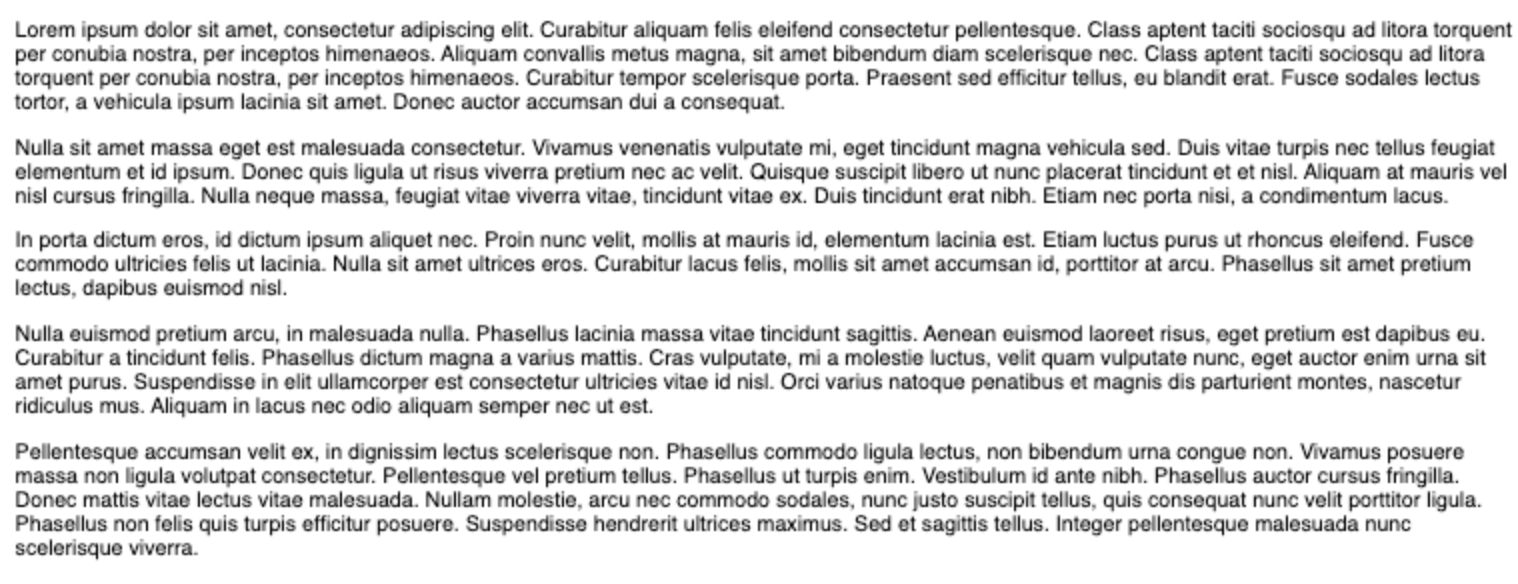 Lorem ipsum dolor sit amet, consectetur adipiscing elit. Curabitur aliquam felis eleifend consectetur pellentesque. Class aptent taciti sociosqu ad litora torquent
per conubia nostra, per inceptos himenaeos. Aliquam convallis metus magna, sit amet bibendum diam scelerisque nec. Class aptent taciti sociosqu ad litora
torquent per conubia nostra, per inceptos himenaeos. Curabitur tempor scelerisque porta. Praesent sed efficitur tellus, eu blandit erat. Fusce sodales lectus
tortor, a vehicula ipsum lacinia sit amet. Donec auctor accumsan dui a consequat.
Nulla sit amet massa eget est malesuada consectetur. Vivamus venenatis vulputate mi, eget tincidunt magna vehicula sed. Duis vitae turpis nec tellus feugiat
elementum et id ipsum. Donec quis ligula ut risus viverra pretium nec ac velit. Quisque suscipit libero ut nunc placerat tincidunt et et nisl. Aliquam at mauris vel
nisl cursus fringilla. Nulla neque massa, feugiat vitae viverra vitae, tincidunt vitae ex. Duis tincidunt erat nibh. Etiam nec porta nisi, a condimentum lacus.
In porta dictum eros, id dictum ipsum aliquet nec. Proin nunc velit, mollis at mauris id, elementum lacinia est. Etiam luctus purus ut rhoncus eleifend. Fusce
commodo ultricies felis ut lacinia. Nulla sit amet ultrices eros. Curabitur lacus felis, mollis sit amet accumsan id, porttitor at arcu. Phasellus sit amet pretium
lectus, dapibus euismod nisl.
Nulla euismod pretium arcu, in malesuada nulla. Phasellus lacinia massa vitae tincidunt sagittis. Aenean euismod laoreet risus, eget pretium est dapibus eu.
Curabitur a tincidunt felis. Phasellus dictum magna a varius mattis. Cras vulputate, mi a molestie luctus, velit quam vulputate nunc, eget auctor enim urna sit
amet purus. Suspendisse in elit ullamcorper est consectetur ultricies vitae id nisl. Orci varius natoque penatibus et magnis dis parturient montes, nascetur
ridiculus mus. Aliquam in lacus nec odio aliquam semper nec ut est.
Pellentesque accumsan velit ex, in dignissim lectus scelerisque non. Phasellus commodo ligula lectus, non bibendum urna congue non. Vivamus posuere
massa non ligula volutpat consectetur. Pellentesque vel pretium tellus. Phasellus ut turpis enim. Vestibulum id ante nibh. Phasellus auctor cursus fringilla.
Donec mattis vitae lectus vitae malesuada. Nullam molestie, arcu nec commodo sodales, nunc justo suscipit tellus, quis consequat nunc velit porttitor ligula.
Phasellus non felis quis turpis efficitur posuere. Suspendisse hendrerit ultrices maximus. Sed et sagittis tellus. Integer pellentesque malesuada nunc
scelerisque viverra.